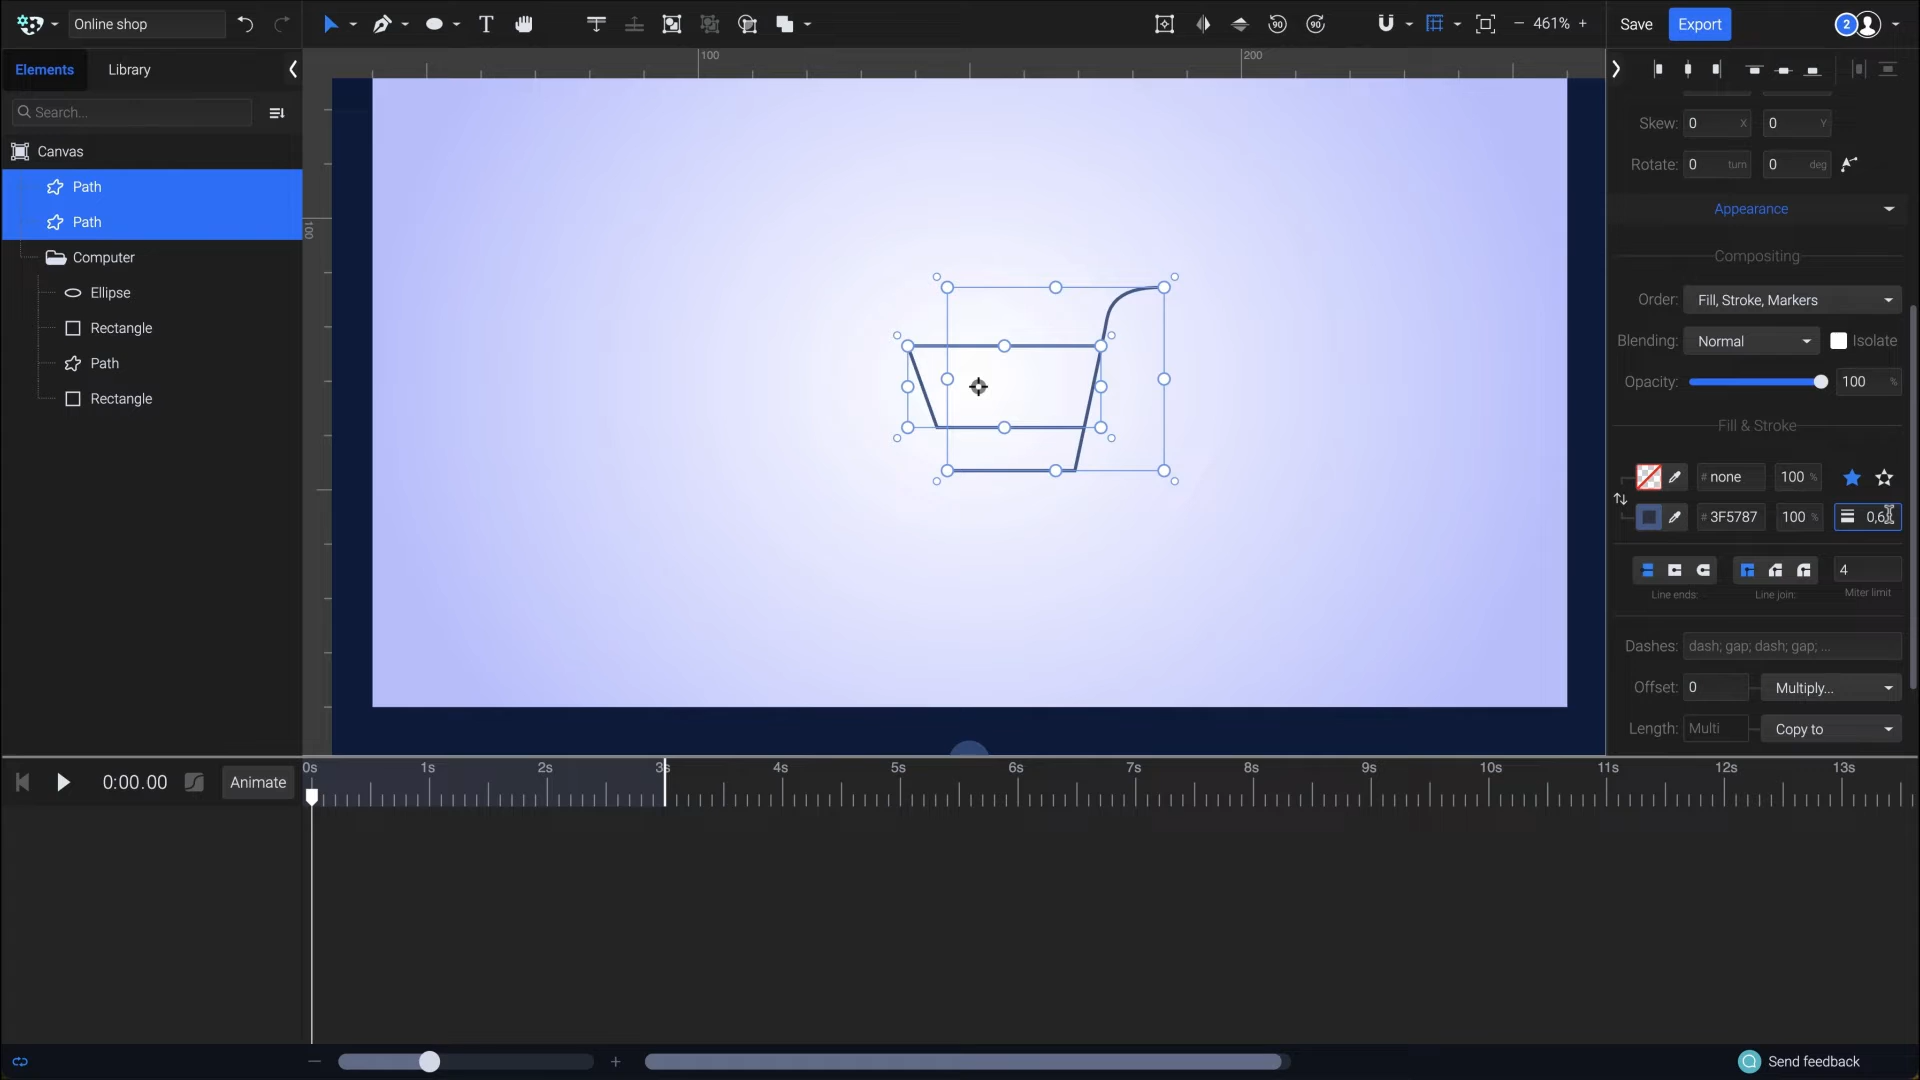 Online shop
T
90
90
461%
Save
Export
2
Elements
Library
100
200
Search...
Skew:
0
X
0
Y
Canvas
Path
Rotate:
0
turn
0
deg
Path
Appearance
100
Computer
Compositing
Ellipse
Order:
Fill, Stroke, Markers
Rectangle
Blending:
Normal
Isolate
Path
Opacity:
100
%
Rectangle
Fill & Stroke
# none
100 %
# 3F5787
100 %
4
Line ends:
Line join:
Miter limit
Dashes:
dash; gap; dash; gap; ...
Offset:
0
Multiply...
Length:
Multi
Copy to
0:00.00
Animate
0s
1s
2s
3s
4s
5s
6s
7s
8s
9s
10s
11s
12s
13s
Send feedback